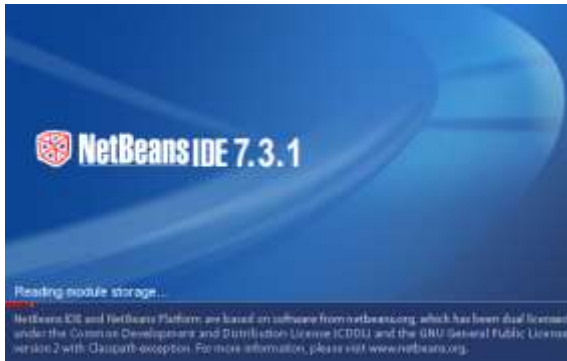 NetBeans IDE 7.3.1
Reading module storage...
NetBeans IDE and NetBeans Platform are based on software from netbeans.org, which has been dual licensed
under the Common Development and Distribution License (CDDL) and the GNU General Public License
version 2 with Classpath exception. For more information, please visit www.netbeans.org.